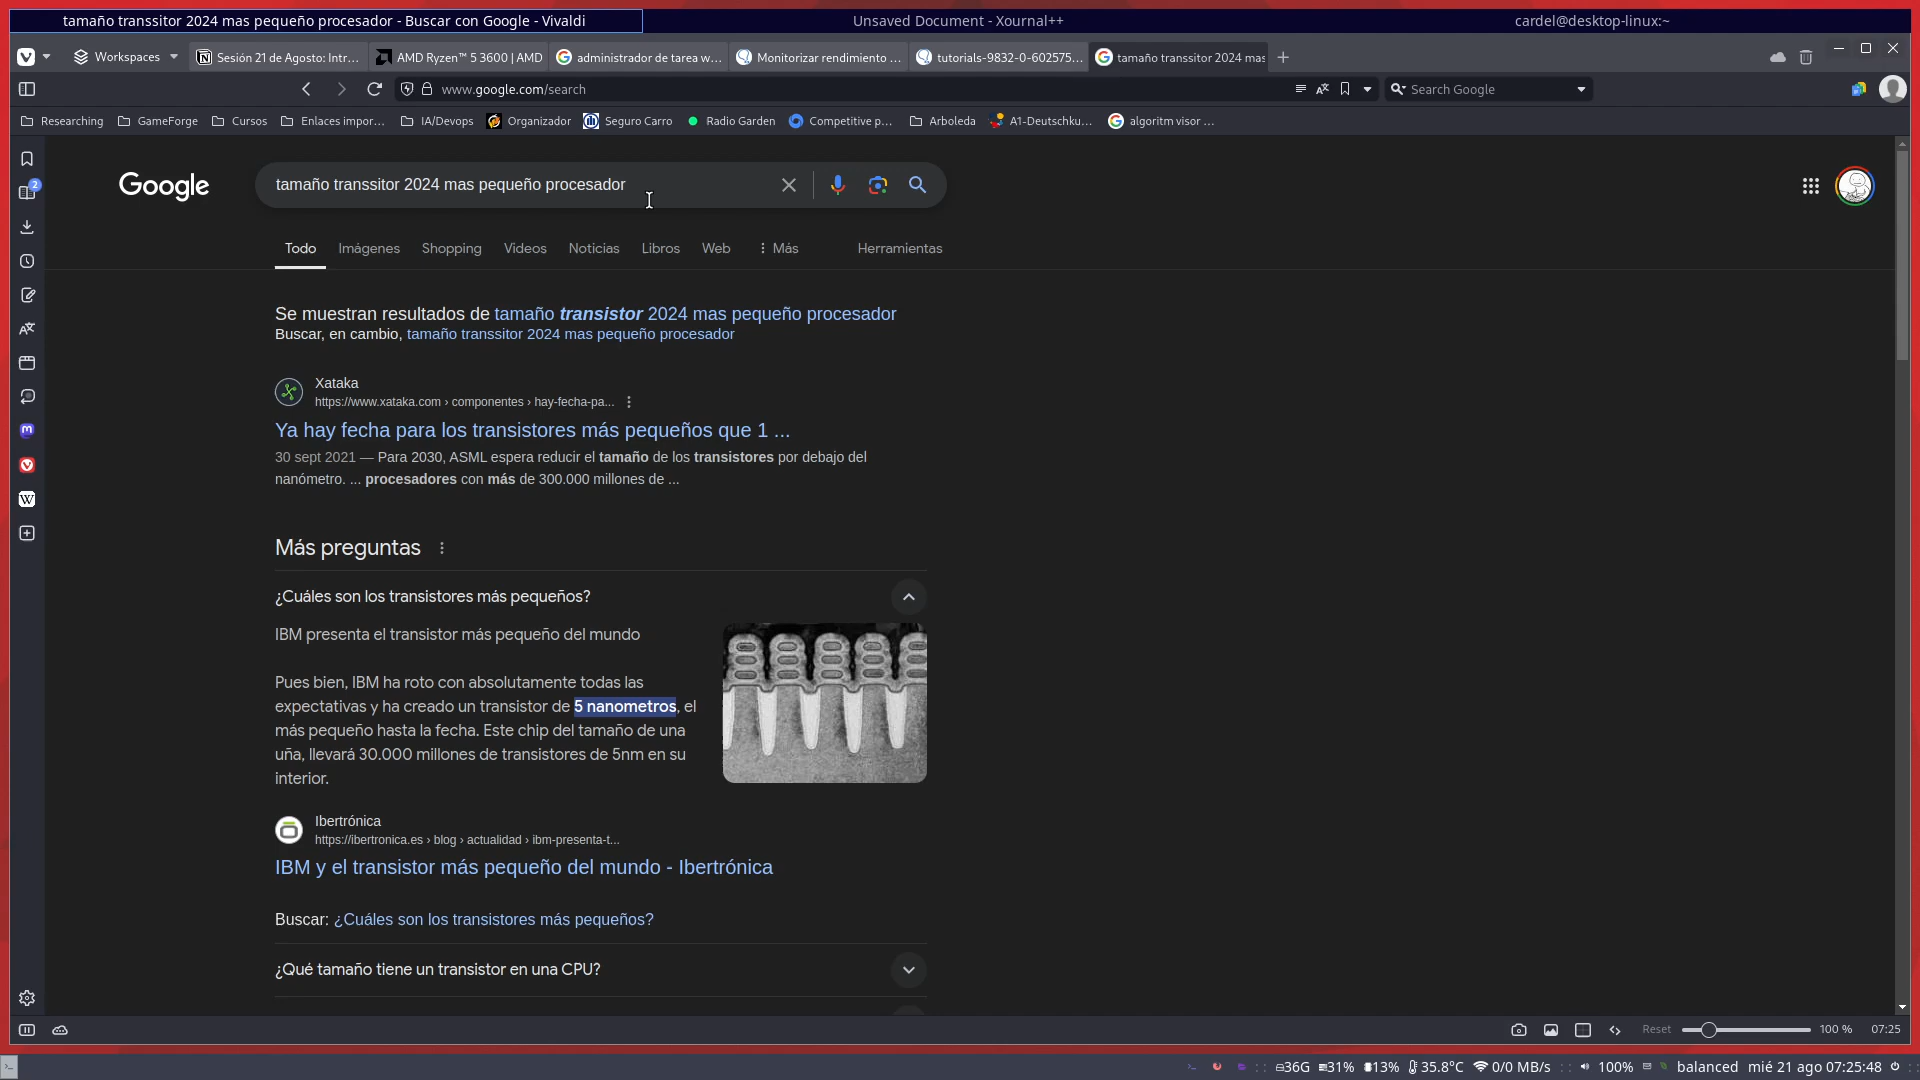 tamaño transsitor 2024 mas pequeño procesador - Buscar con Google - Vivaldi
Unsaved Document - Xournal++
cardel@desktop-linux:~
Workspaces
Sesión 21 de Agosto: Intr...
AMD Ryzen™ 5 3600 | AMD
administrador de tarea w...
Monitorizar rendimiento ...
tutorials-9832-0-602575...
tamaño transsitor 2024 mas
www.google.com/search
Search Google
Researching
GameForge
Cursos
Enlaces impor...
IA/Devops
Organizador
Seguro Carro
Radio Garden
Competitive p...
Arboleda
A1-Deutschku...
algoritm visor ...
2
Google
tamaño transsitor 2024 mas pequeño procesador
Todo
Imágenes
Shopping
Videos
Noticias
Libros
Web
Más
Herramientas
Se muestran resultados de tamaño transistor 2024 mas pequeño procesador
Buscar, en cambio, tamaño transsitor 2024 mas pequeño procesador
Xataka
https://www.xataka.com › componentes › hay-fecha-pa...
Ya hay fecha para los transistores más pequeños que 1 ...
30 sept 2021 — Para 2030, ASML espera reducir el tamaño de los transistores por debajo del
nanómetro. ... procesadores con más de 300.000 millones de ...
Más preguntas
¿Cuáles son los transistores más pequeños?
IBM presenta el transistor más pequeño del mundo
Pues bien, IBM ha roto con absolutamente todas las
expectativas y ha creado un transistor de 5 nanometros, el
más pequeño hasta la fecha. Este chip del tamaño de una
uña, llevará 30.000 millones de transistores de 5nm en su
interior.
Ibertrónica
https://ibertronica.es › blog › actualidad › ibm-presenta-t...
IBM y el transistor más pequeño del mundo - Ibertrónica
Buscar: ¿Cuáles son los transistores más pequeños?
¿Qué tamaño tiene un transistor en una CPU?
Reset
100 %
07:25
36G
31%
13%
35.8°C
0/0 MB/s
100%
balanced
mié 21 ago 07:25:48